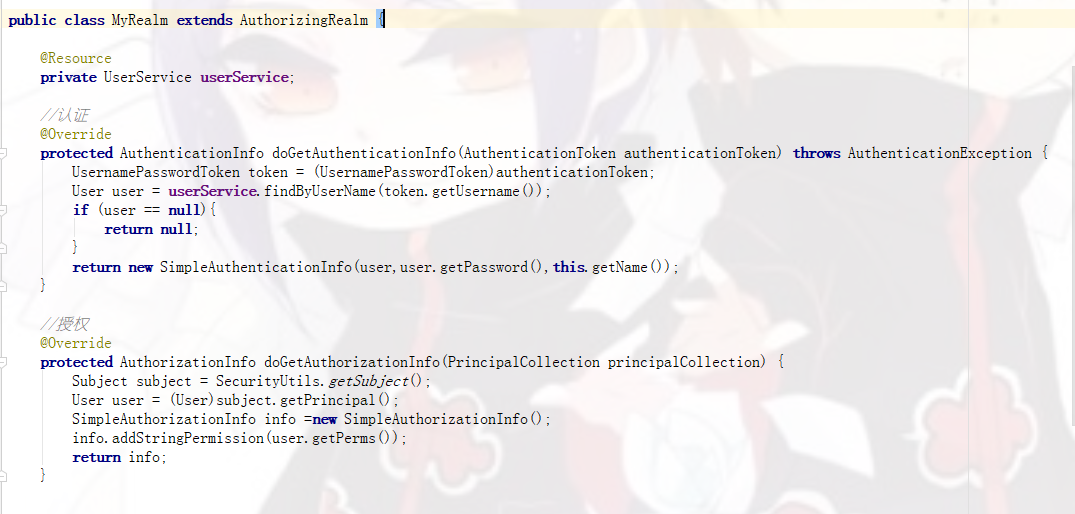 public class MyRealm extends AuthorizingRealm {
@Resource
private UserService userService;
//认证
@Override
protected AuthenticationInfo doGetAuthenticationInfo(AuthenticationToken authenticationToken) throws AuthenticationException {
UsernamePasswordToken token = (UsernamePasswordToken)authenticationToken;
User user = userService.findByUserName(token.getUsername());
if (user == null){
return null;
}
return new SimpleAuthenticationInfo(user,user.getPassword(),this.getName());
}
//授权
@Override
protected AuthorizationInfo doGetAuthorizationInfo(PrincipalCollection principalCollection) {
Subject subject = SecurityUtils.getSubject();
User user = (User)subject.getPrincipal();
SimpleAuthorizationInfo info =new SimpleAuthorizationInfo();
info.addStringPermission(user.getPerms());
return info;
}